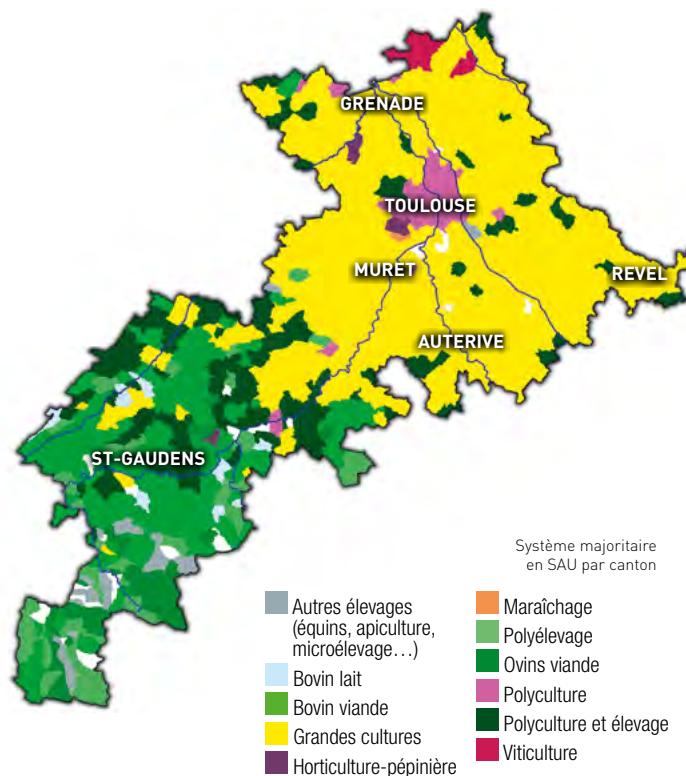 GRENADE
TOULOUSE
MURET
REVEL
AUTERIVE
ST-GAUDENS
Système majoritaire
en SAU par canton
Autres élevages
(équins, apiculture,
microélevage…)
Bovin lait
Bovin viande
Grandes cultures
Horticulture-pépinière
Maraîchage
Polyélevage
Ovins viande
Polyculture
Polyculture et élevage
Viticulture